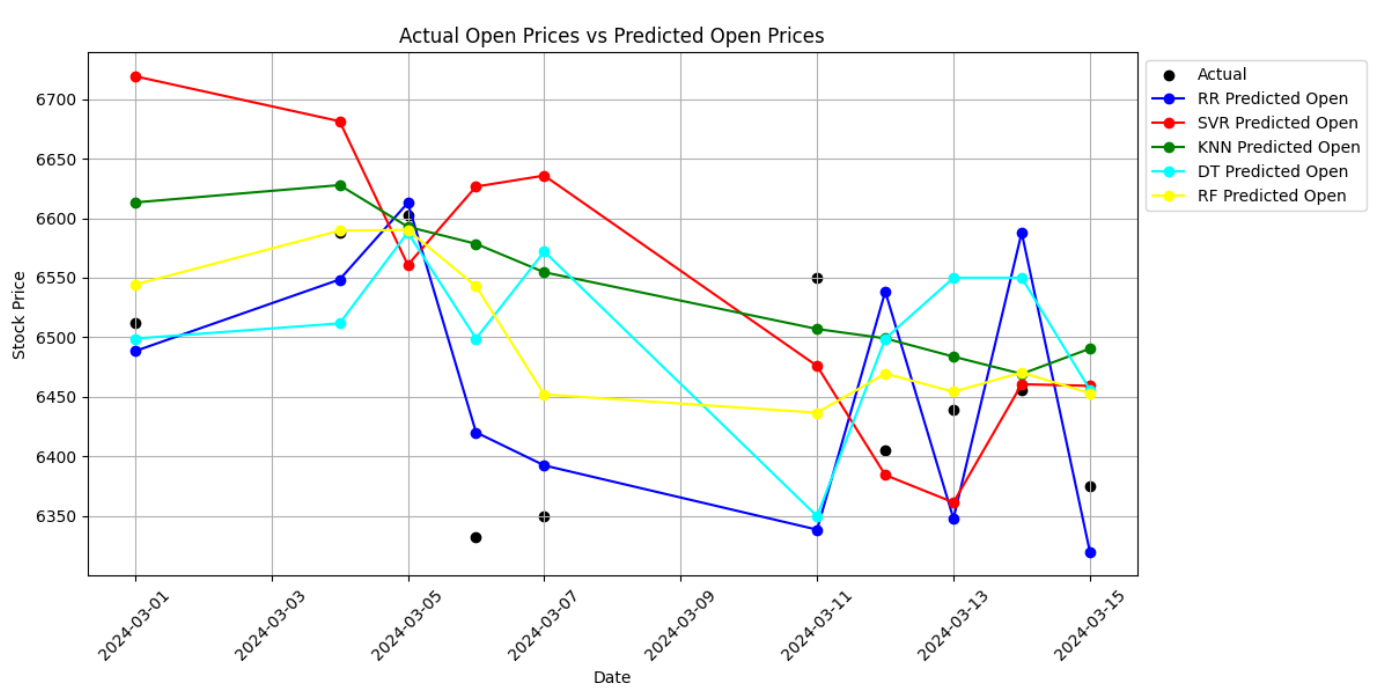 Actual Open Prices vs Predicted Open Prices
Actual
RR Predicted Open
SVR Predicted Open
KNN Predicted Open
DT Predicted Open
RF Predicted Open
Stock Price
6700
6650
6600
6550
6500
6450
6400
6350
2024-03-01
2024-03-03
2024-03-05
2024-03-07
2024-03-09
2024-03-11
2024-03-13
2024-03-15
Date